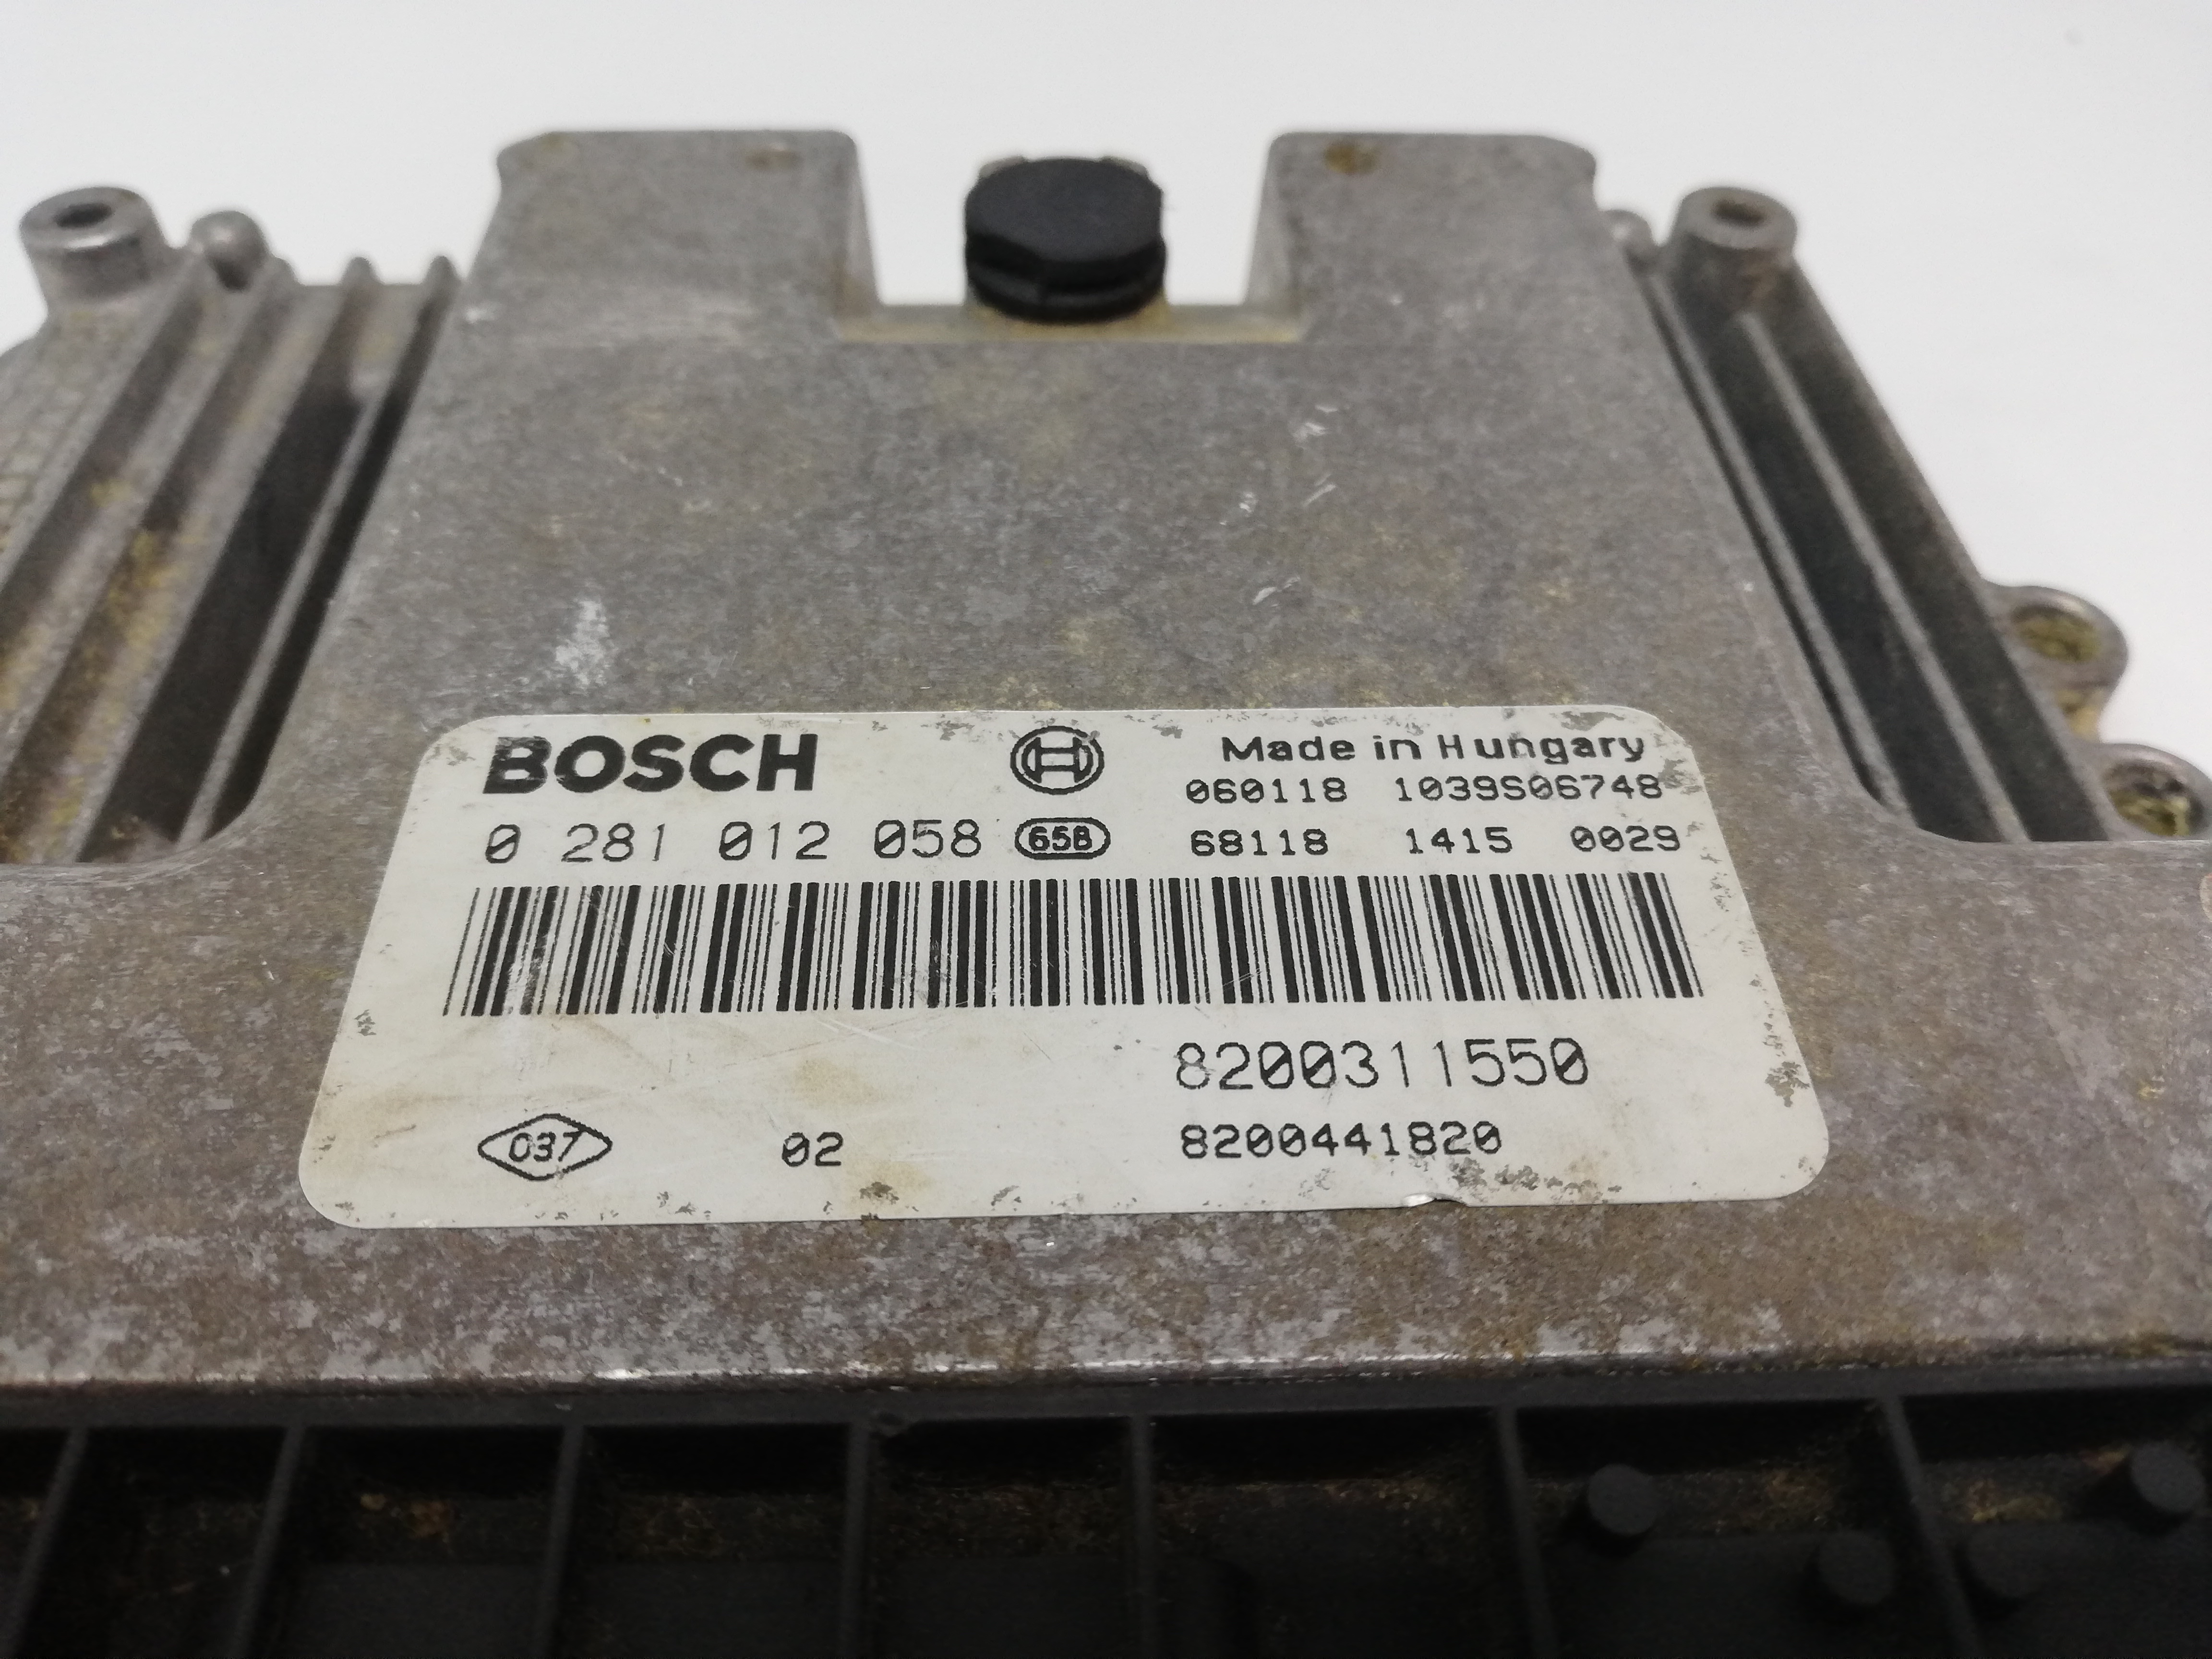 BOSCH
Made in Hungary
060118 1039S06748
0 281 012 058 658
68118 1415 0029
8200311550
037 02 8200441820